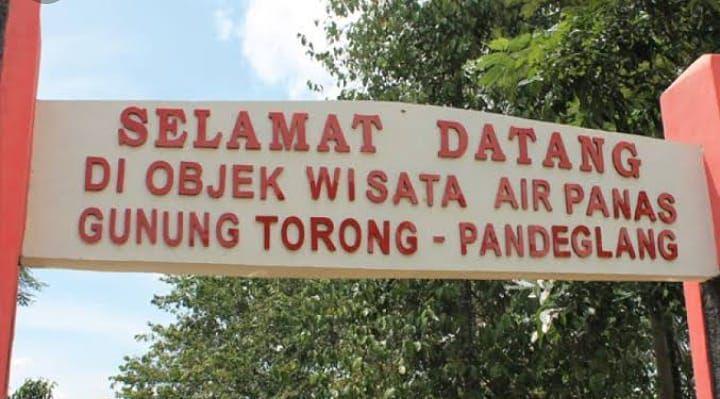 SELAMAT DATANG
DI OBJEK WISATA AIR PANAS
GUNUNG TORONG - PANDEGLANG